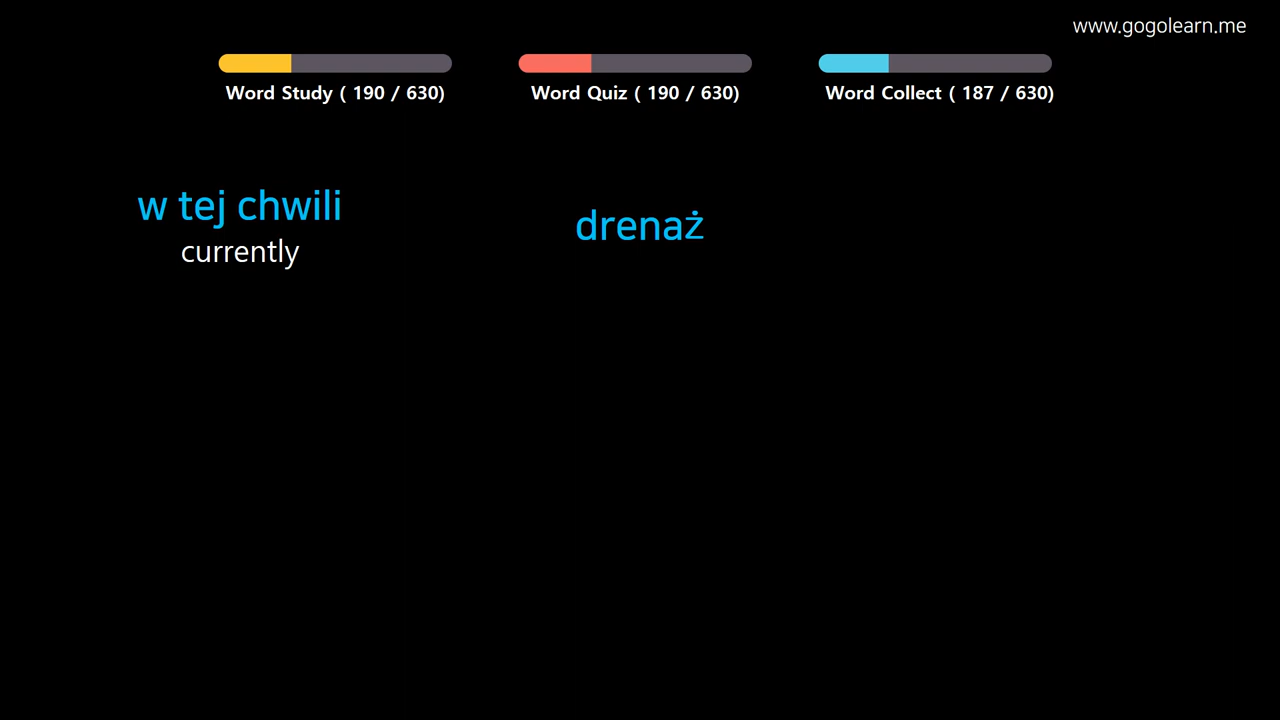 www.gogolearn.me
Word Study ( 190 / 630)
Word Quiz ( 190 / 630)
Word Collect ( 187 / 630)
w tej chwili
currently
drenaż